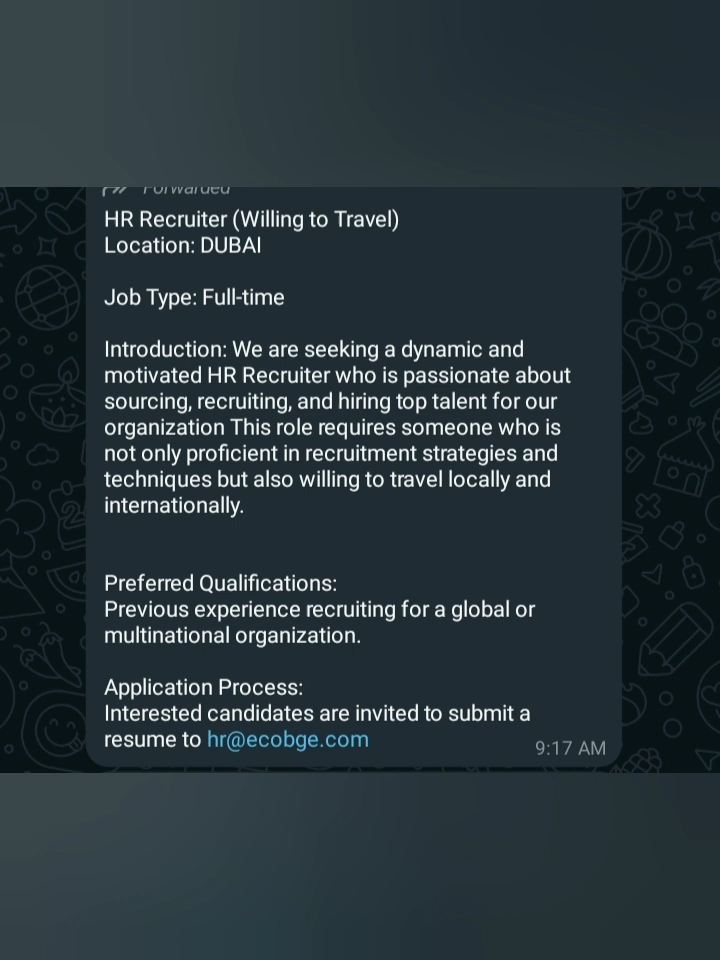 Forwarded
HR Recruiter (Willing to Travel)
Location: DUBAI
Job Type: Full-time
Introduction: We are seeking a dynamic and
motivated HR Recruiter who is passionate about
sourcing, recruiting, and hiring top talent for our
organization This role requires someone who is
not only proficient in recruitment strategies and
techniques but also willing to travel locally and
internationally.
Preferred Qualifications:
Previous experience recruiting for a global or
multinational organization.
Application Process:
Interested candidates are invited to submit a
resume to hr@ecobge.com
9:17 AM